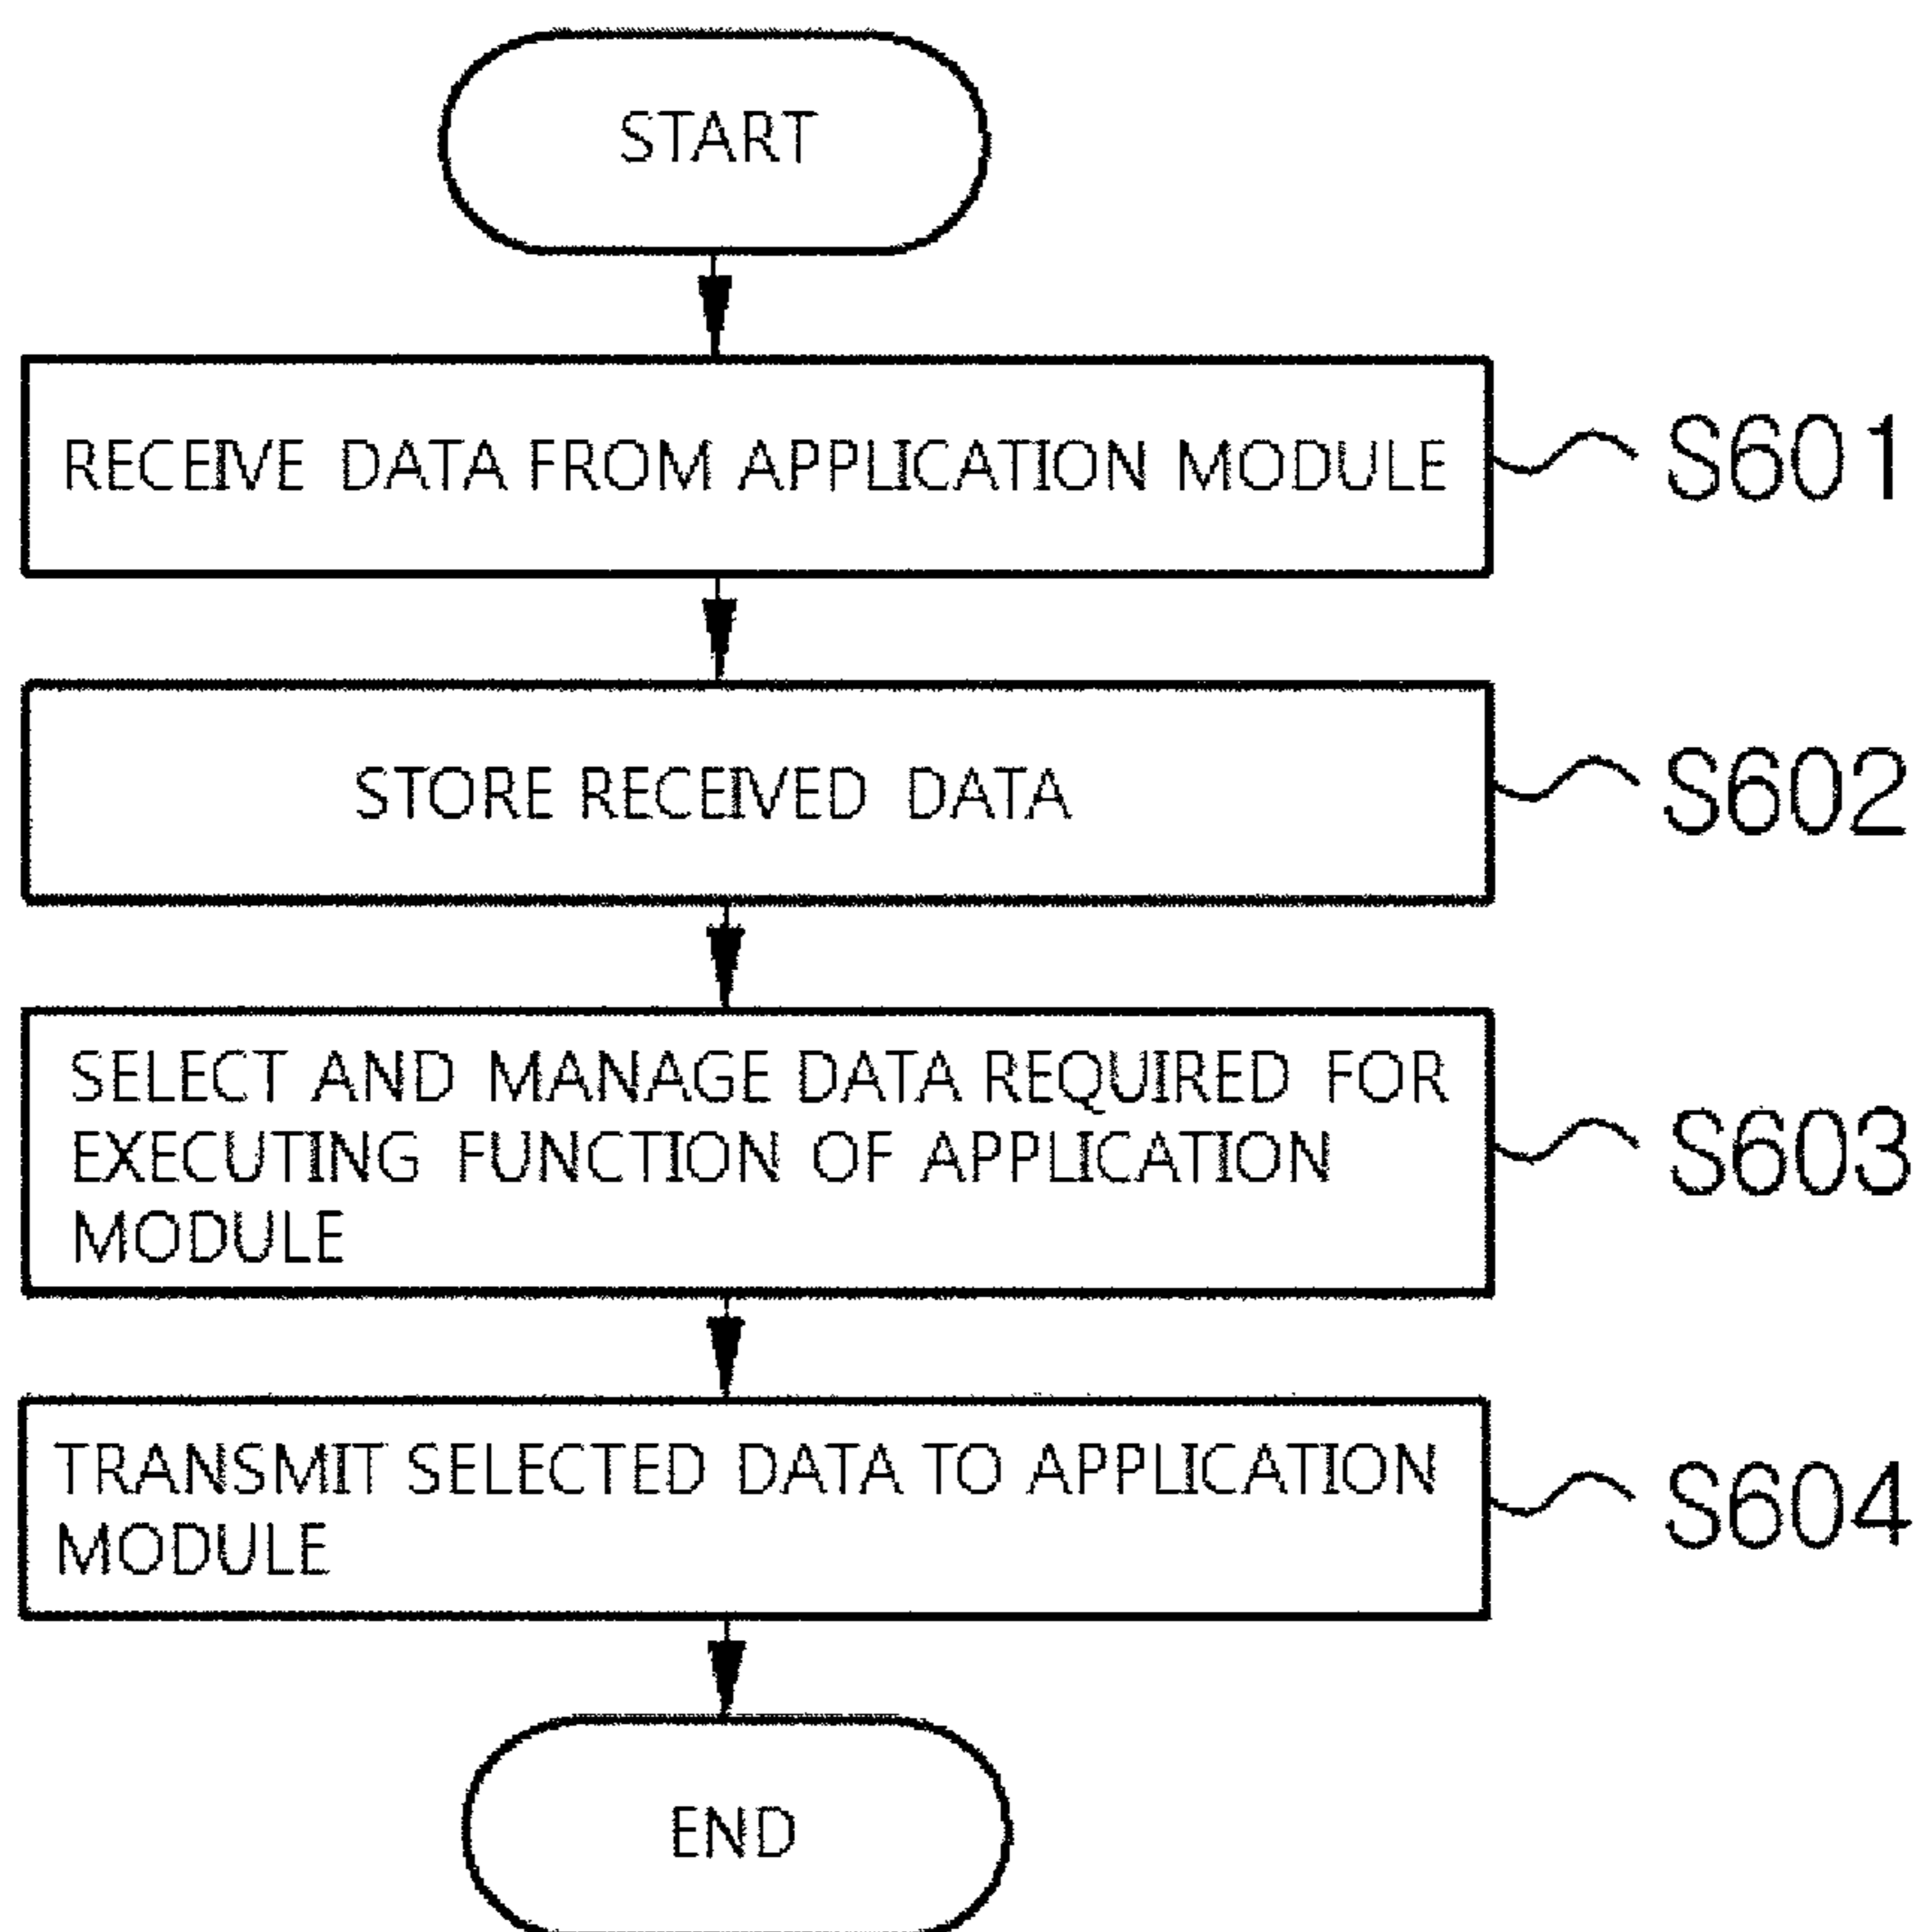 START
RECEIVE DATA FROM APPLICATION MODULE
S601
STORE RECEIVED DATA
S602
SELECT AND MANAGE DATA REQUIRED FOR
EXECUTING FUNCTION OF APPLICATION
MODULE
S603
TRANSMIT SELECTED DATA TO APPLICATION
MODULE
S604
END